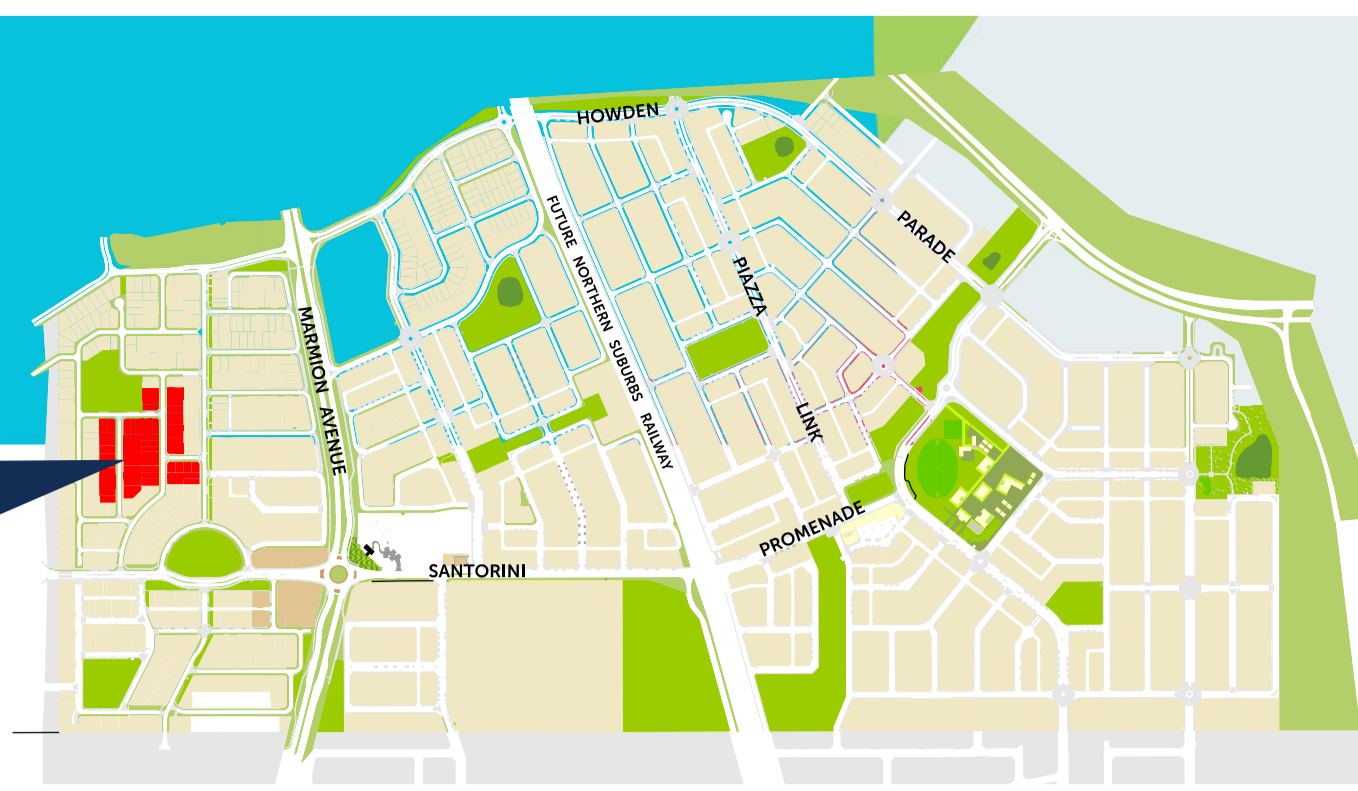 HOWDEN
PARADE
FUTURE NORTHERN SUBURBS RAILWAY
PIAZZA
LINK
MARMION AVENUE
PROMENADE
SANTORINI